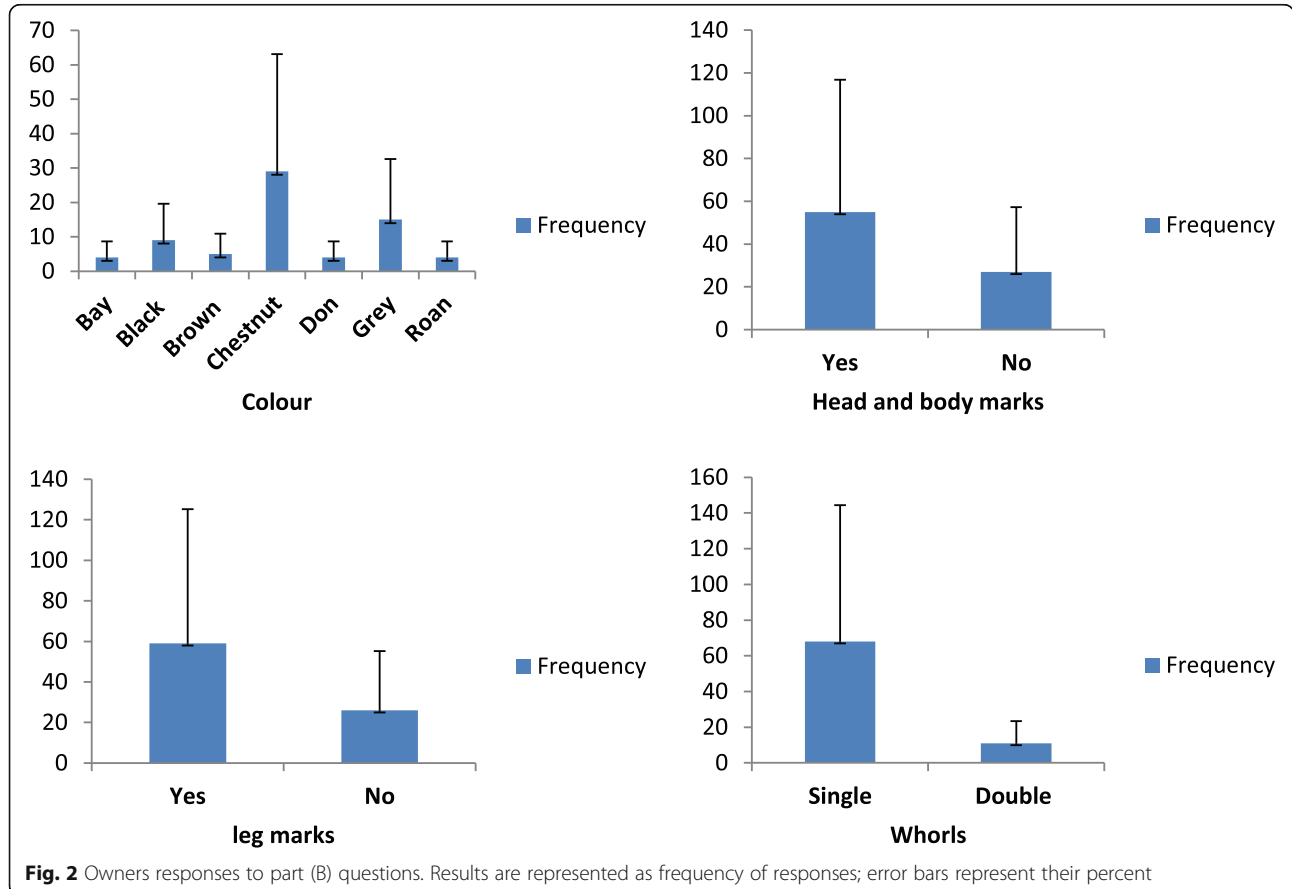 70
60
50
40
30
20
10
0
Bay
Black
Brown
Chestnut
Don
Grey
Roan
Colour
Frequency
140
120
100
80
60
40
20
0
Yes
No
Head and body marks
Frequency
140
120
100
80
60
40
20
0
Yes
No
leg marks
Frequency
160
140
120
100
80
60
40
20
0
Single
Double
Whorls
Frequency
Fig. 2 Owners responses to part (B) questions. Results are represented as frequency of responses; error bars represent their percent